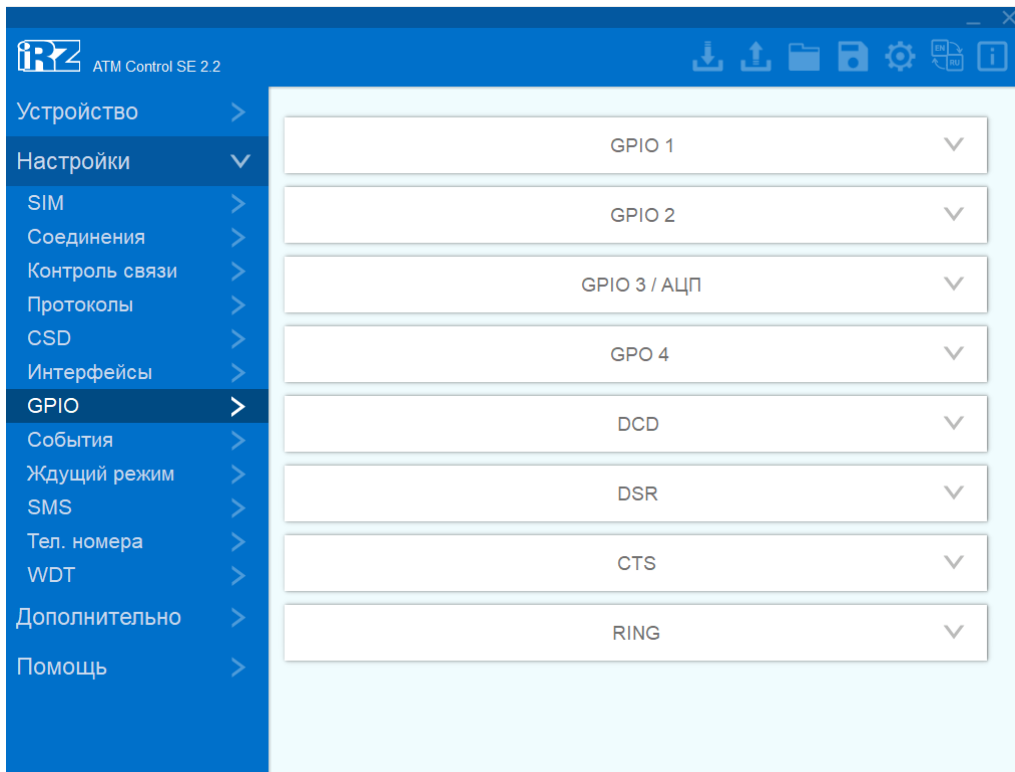 iRZ ATM Control SE 2.2
EN
RU
i
Устройство
Настройки
SIM
Соединения
Контроль связи
Протоколы
CSD
Интерфейсы
GPIO
События
Ждущий режим
SMS
Тел. номера
WDT
Дополнительно
Помощь
GPIO 1
GPIO 2
GPIO 3 / АЦП
GPO 4
DCD
DSR
CTS
RING